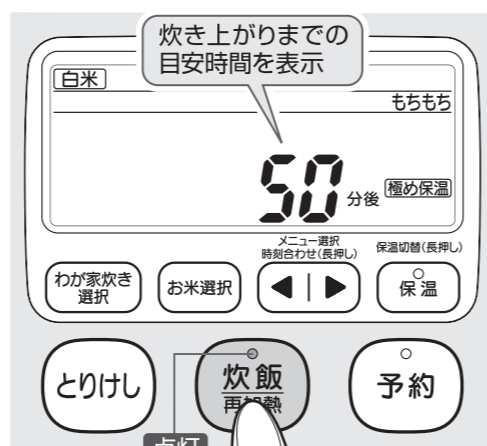 炊き上がりまでの
目安時間を表示
白米
もちもち
50 分後 極め保温
メニュー選択
時刻合わせ(長押し)
保温切替(長押し)
わが家炊き
選択
お米選択
保温
とりけし
炊飯
再加熱
予約
点灯